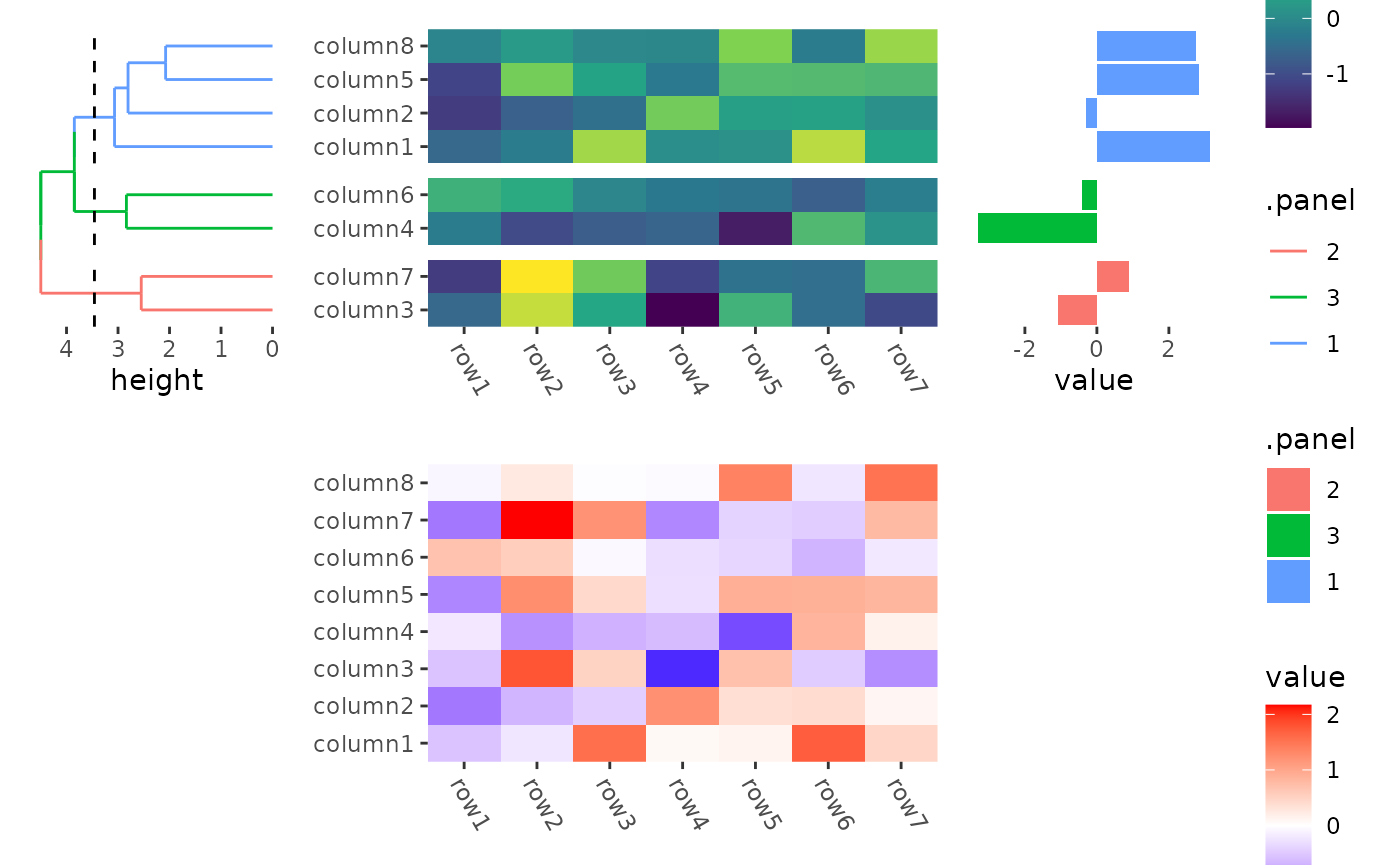 column8
column5
column2
column1
column6
column4
column7
column3
4 3 2 1 0
height
row1 row2 row3 row4 row5 row6 row7
-2 0 2
value
0
-1
.panel
2
3
1
.panel
2
3
1
column8
column7
column6
column5
column4
column3
column2
column1
row1 row2 row3 row4 row5 row6 row7
value
2
1
0